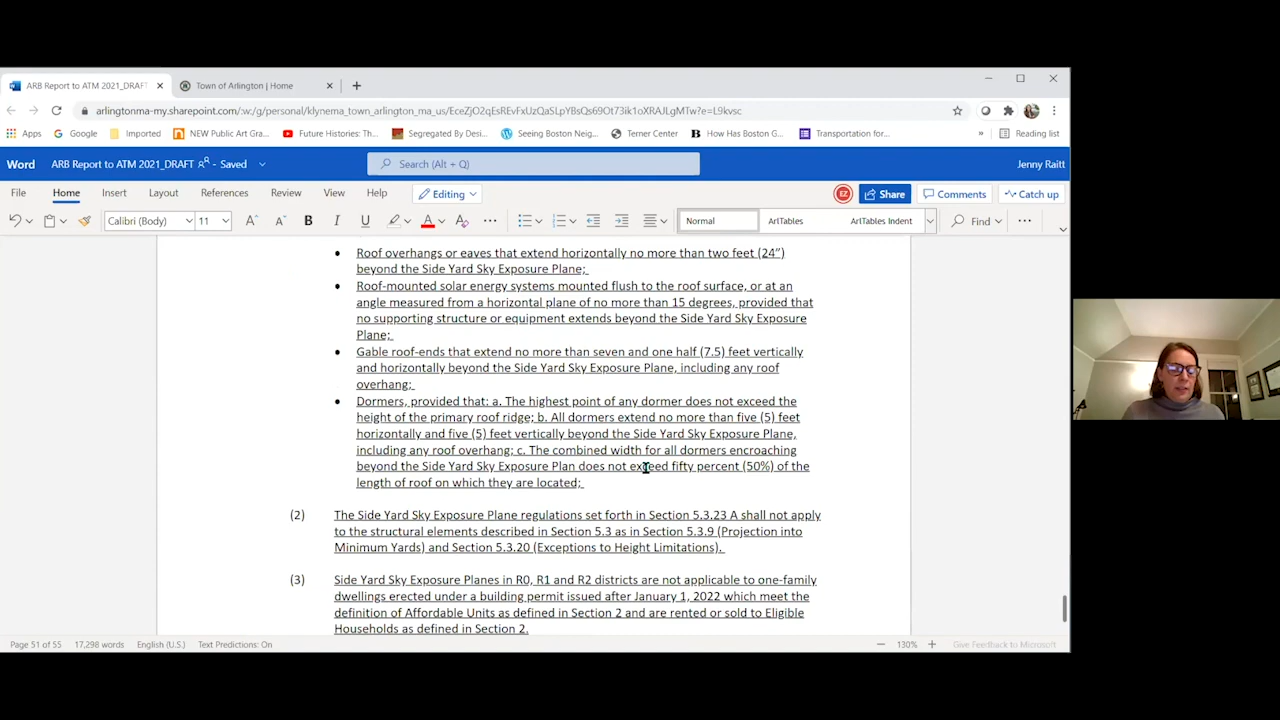 ARB Report to ATM 2021_DRAFT
Town of Arlington | Home
arlingtonma-my.sharepoint.com/:w:/g/personal/klynema_town_arlington_ma_us/EceZjO2qEsREvFxUzQaSLpYBsQs69Ot73ik1oXRAJLgMTw?e=L9kvsc
Apps Google Imported NEW Public Art Gra... Future Histories: Th... Segregated By Desi... Seeing Boston Neig... Terner Center How Has Boston G... Transportation for... » Reading list
Word ARB Report to ATM 2021_DRAFT - Saved Search (Alt + Q) Jenny Raitt
File Home Insert Layout References Review View Help Editing EZ Share Comments Catch up
Calibri (Body) 11 B I U A Normal ArtTables ArtTables Indent Find
• Roof overhangs or eaves that extend horizontally no more than two feet (24”)
beyond the Side Yard Sky Exposure Plane;
• Roof-mounted solar energy systems mounted flush to the roof surface, or at an
angle measured from a horizontal plane of no more than 15 degrees, provided that
no supporting structure or equipment extends beyond the Side Yard Sky Exposure
Plane;
• Gable roof-ends that extend no more than seven and one half (7.5) feet vertically
and horizontally beyond the Side Yard Sky Exposure Plane, including any roof
overhang;
• Dormers, provided that: a. The highest point of any dormer does not exceed the
height of the primary roof ridge; b. All dormers extend no more than five (5) feet
horizontally and five (5) feet vertically beyond the Side Yard Sky Exposure Plane,
including any roof overhang; c. The combined width for all dormers encroaching
beyond the Side Yard Sky Exposure Plan does not exceed fifty percent (50%) of the
length of roof on which they are located;
(2) The Side Yard Sky Exposure Plane regulations set forth in Section 5.3.23 A shall not apply
to the structural elements described in Section 5.3 as in Section 5.3.9 (Projection into
Minimum Yards) and Section 5.3.20 (Exceptions to Height Limitations).
(3) Side Yard Sky Exposure Planes in R0, R1 and R2 districts are not applicable to one-family
dwellings erected under a building permit issued after January 1, 2022 which meet the
definition of Affordable Units as defined in Section 2 and are rented or sold to Eligible
Households as defined in Section 2.
Page 51 of 55 17,298 words English (U.S.) Text Predictions: On 130% Give Feedback to Microsoft